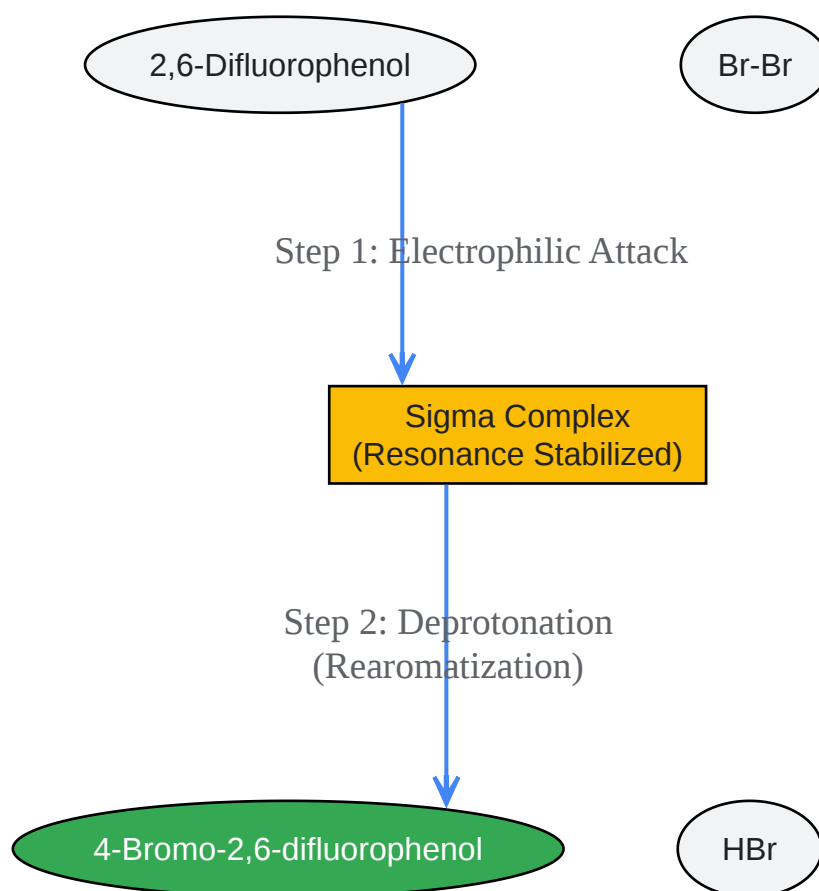 2,6-Difluorophenol
Br-Br
Step 1: Electrophilic Attack
Sigma Complex
(Resonance Stabilized)
Step 2: Deprotonation
(Rearomatization)
4-Bromo-2,6-difluorophenol
HBr